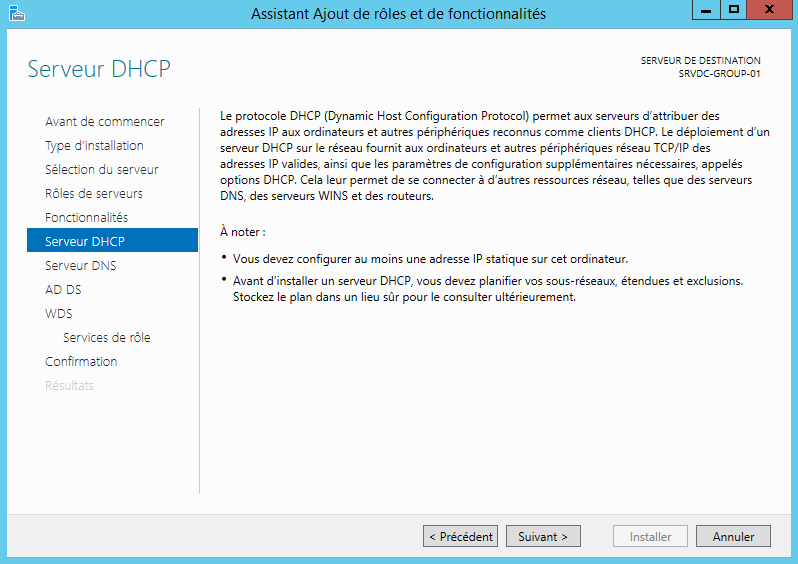 Assistant Ajout de rôles et de fonctionnalités
Serveur DHCP
SERVEUR DE DESTINATION
SRVDC-GROUP-01
Avant de commencer
Type d'installation
Sélection du serveur
Rôles de serveurs
Fonctionnalités
Serveur DHCP
Serveur DNS
AD DS
WDS
Services de rôle
Confirmation
Résultats
Le protocole DHCP (Dynamic Host Configuration Protocol) permet aux serveurs d'attribuer des
adresses IP aux ordinateurs et autres périphériques reconnus comme clients DHCP. Le déploiement d'un
serveur DHCP sur le réseau fournit aux ordinateurs et autres périphériques réseau TCP/IP des
adresses IP valides, ainsi que les paramètres de configuration supplémentaires nécessaires, appelés
options DHCP. Cela leur permet de se connecter à d'autres ressources réseau, telles que des serveurs
DNS, des serveurs WINS et des routeurs.
À noter :
• Vous devez configurer au moins une adresse IP statique sur cet ordinateur.
• Avant d'installer un serveur DHCP, vous devez planifier vos sous-réseaux, étendues et exclusions.
Stockez le plan dans un lieu sûr pour le consulter ultérieurement.
< Précédent
Suivant >
Installer
Annuler